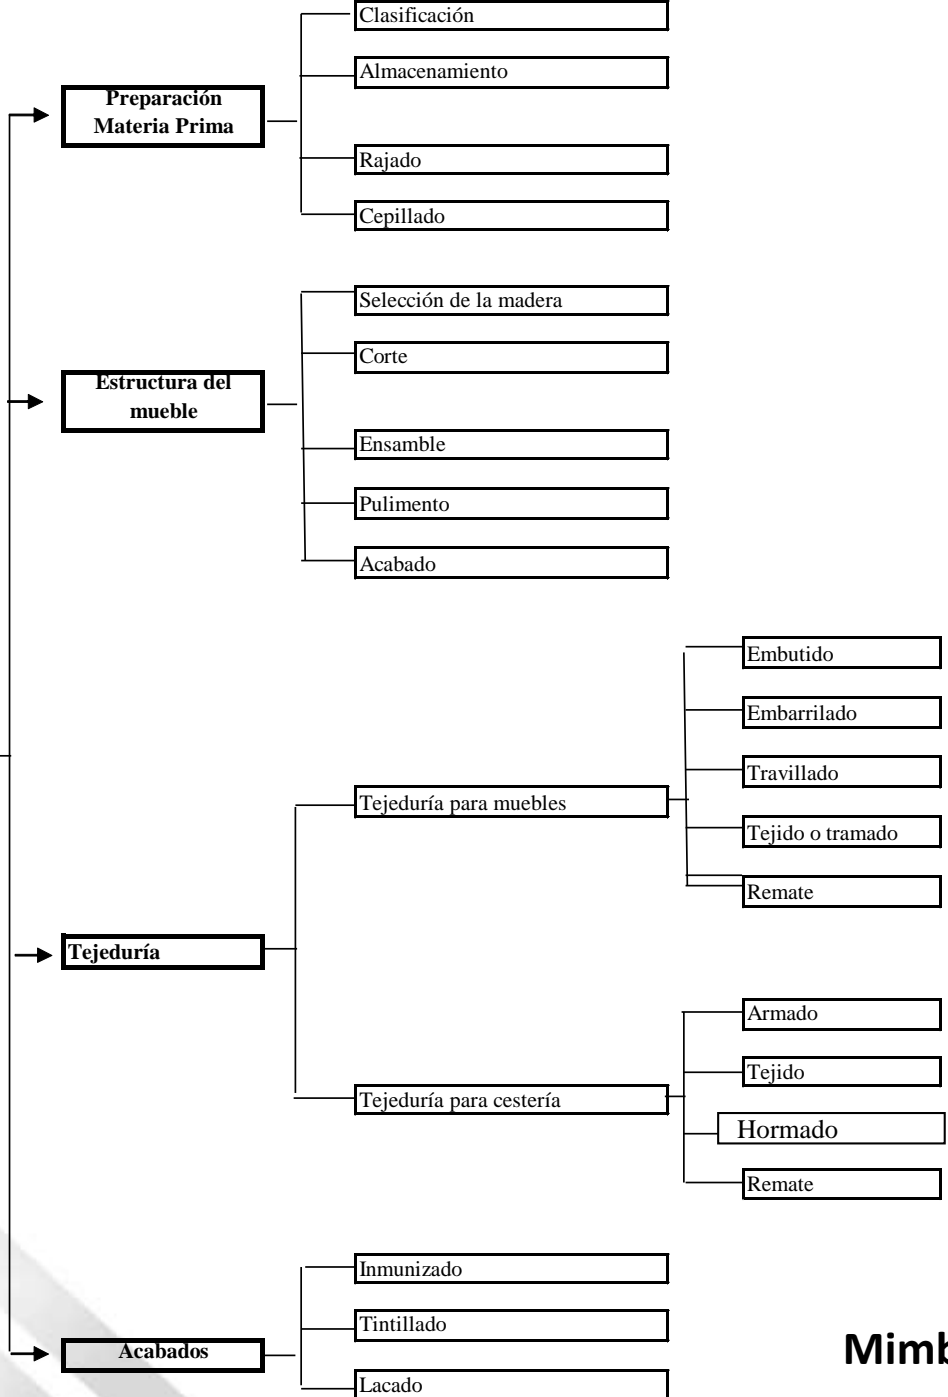 Clasificación
Almacenamiento
Preparación
Materia Prima
Rajado
Cepillado
Selección de la madera
Corte
Estructura del
mueble
Ensamble
Pulimento
Acabado
Embutido
Embarrilado
Travillado
Tejeduría para muebles
Tejido o tramado
Remate
Tejeduría
Armado
Tejido
Tejeduría para cestería
Hormado
Remate
Inmunizado
Tintillado
Acabados
Mimb
Lacado